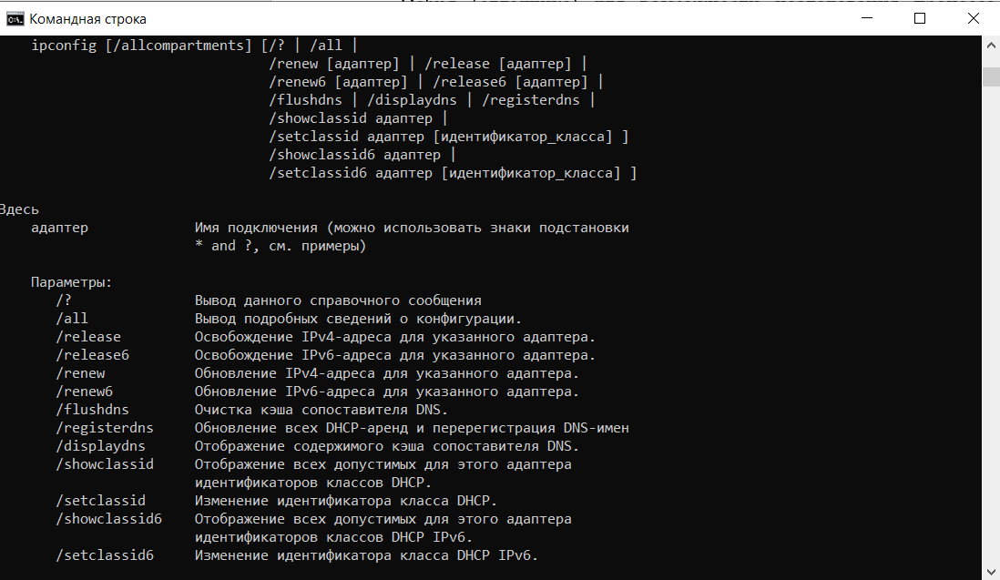 Командная строка
ipconfig [/allcompartments] [/? | /all |
/renew [адаптер] | /release [адаптер] |
/renew6 [адаптер] | /release6 [адаптер] |
/flushdns | /displaydns | /registerdns |
/showclassid адаптер |
/setclassid адаптер [идентификатор_класса] ]
/showclassid6 адаптер |
/setclassid6 адаптер [идентификатор_класса] ]
Здесь
адаптер Имя подключения (можно использовать знаки подстановки
* and ?, см. примеры)
Параметры:
/? Вывод данного справочного сообщения
/all Вывод подробных сведений о конфигурации.
/release Освобождение IPv4-адреса для указанного адаптера.
/release6 Освобождение IPv6-адреса для указанного адаптера.
/renew Обновление IPv4-адреса для указанного адаптера.
/renew6 Обновление IPv6-адреса для указанного адаптера.
/flushdns Очистка кэша сопоставителя DNS.
/registerdns Обновление всех DHCP-аренд и перерегистрация DNS-имен
/displaydns Отображение содержимого кэша сопоставителя DNS.
/showclassid Отображение всех допустимых для этого адаптера
идентификаторов классов DHCP.
/setclassid Изменение идентификатора класса DHCP.
/showclassid6 Отображение всех допустимых для этого адаптера
идентификаторов классов DHCP IPv6.
/setclassid6 Изменение идентификатора класса DHCP IPv6.